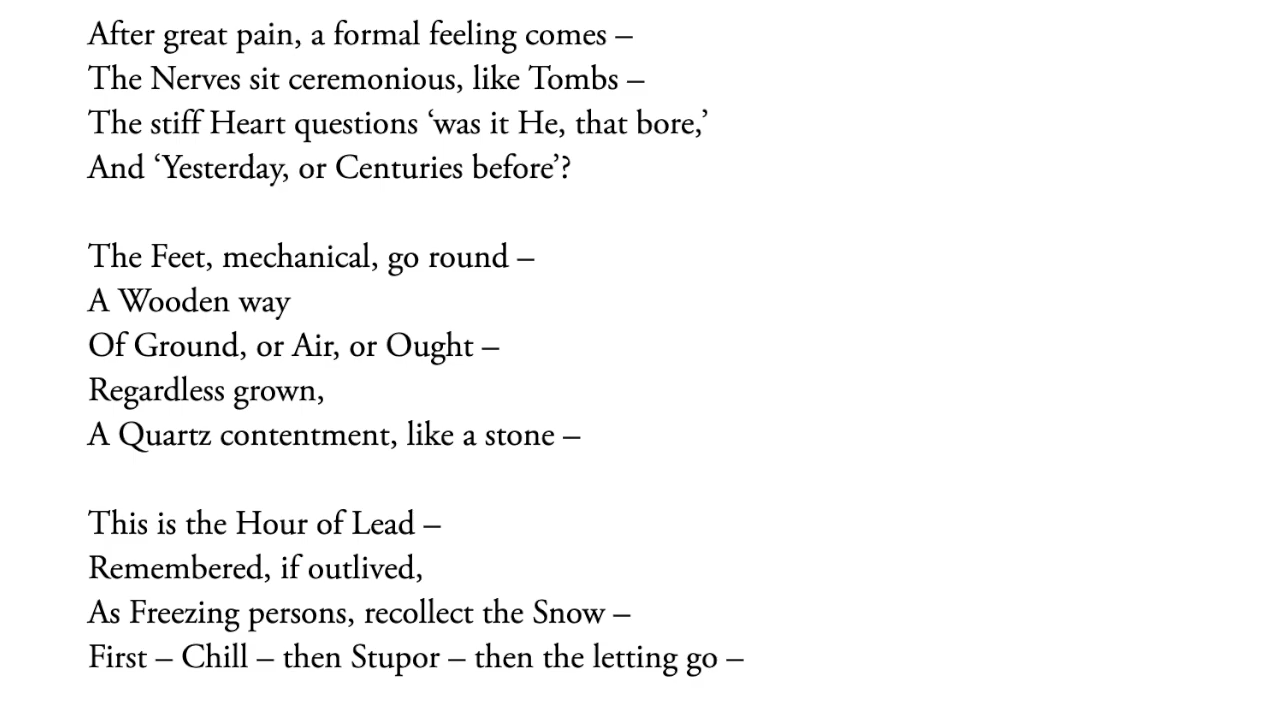 After great pain, a formal feeling comes –
The Nerves sit ceremonious, like Tombs –
The stiff Heart questions ‘was it He, that bore,’
And ‘Yesterday, or Centuries before’?

The Feet, mechanical, go round –
A Wooden way
Of Ground, or Air, or Ought –
Regardless grown,
A Quartz contentment, like a stone –

This is the Hour of Lead –
Remembered, if outlived,
As Freezing persons, recollect the Snow –
First – Chill – then Stupor – then the letting go –